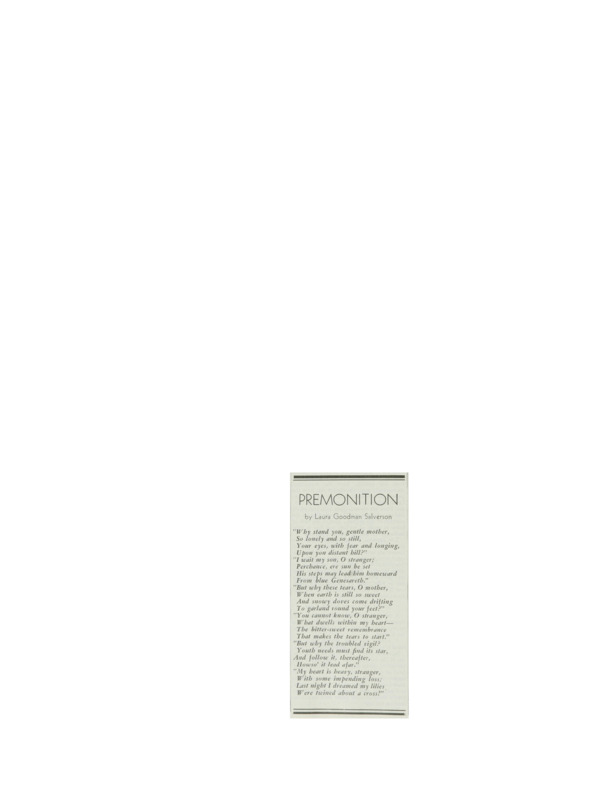 PREMONITION
by Laura Goodman Salverson
"Why stand you, gentle mother,
So lonely and so still,
Your eyes, with fear and longing,
Upon yon distant hill?"
"I wait my son, O stranger;
Perchance, ere sun be set
His steps may lead him homeward
From blue Genesareth."
"But why these tears, O mother,
When earth is still so sweet
And snowy doves come drifting
To garland round your feet?"
"You cannot know, O stranger,
What dwells within my heart—
The bitter-sweet remembrance
That makes the tears to start."
"But why the troubled vigil?
Youth needs must find its star,
And follow it, thereafter,
Howso' it lead afar."
"My heart is heavy, stranger,
With some impending loss;
Last night I dreamed my lilies
Were twined about a cross!"